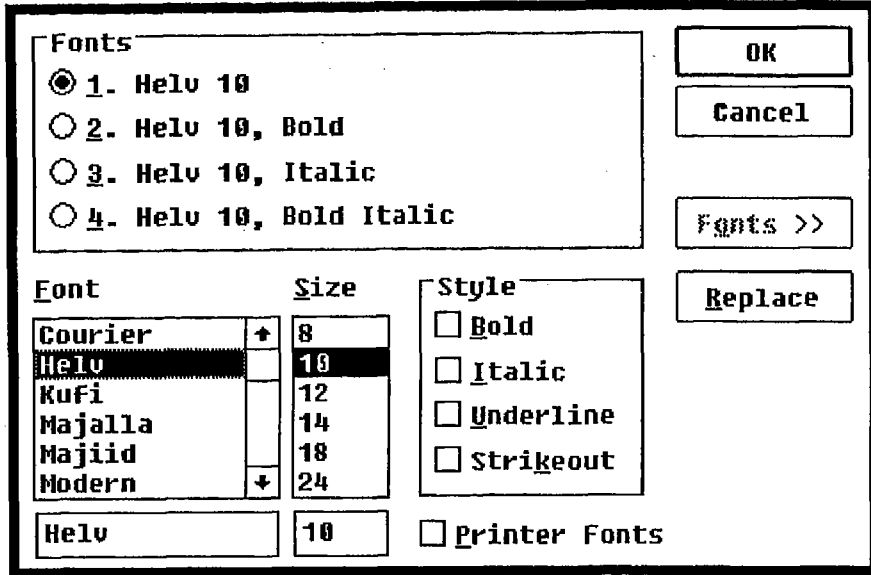 Fonts
1. Helv 10
2. Helv 10, Bold
3. Helv 10, Italic
4. Helv 10, Bold Italic
OK
Cancel
Fonts >>
Replace
Font
Courier
Helv
Kufi
Majalla
Majiid
Modern
Helv
Size
8
10
12
14
18
24
10
Style
Bold
Italic
Underline
Strikeout
Printer Fonts